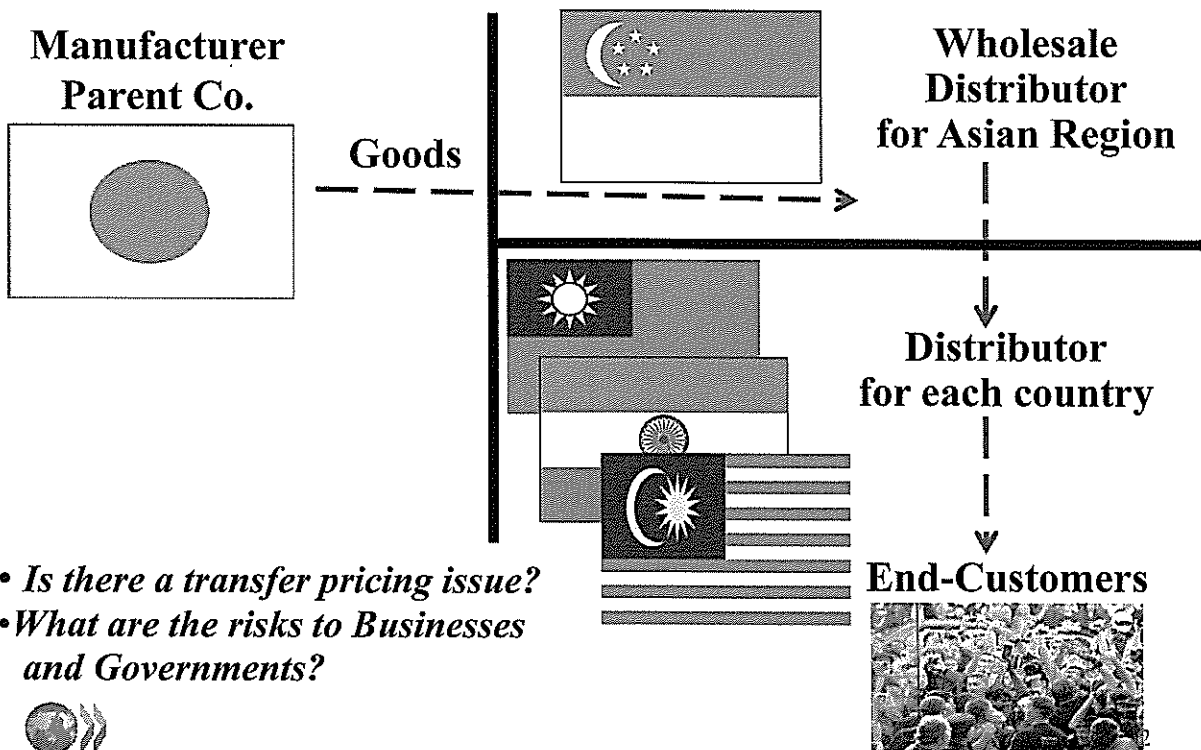 Manufacturer
Parent Co.
Goods
Wholesale
Distributor
for Asian Region
Distributor
for each country
End-Customers
• Is there a transfer pricing issue?
•What are the risks to Businesses
and Governments?
2